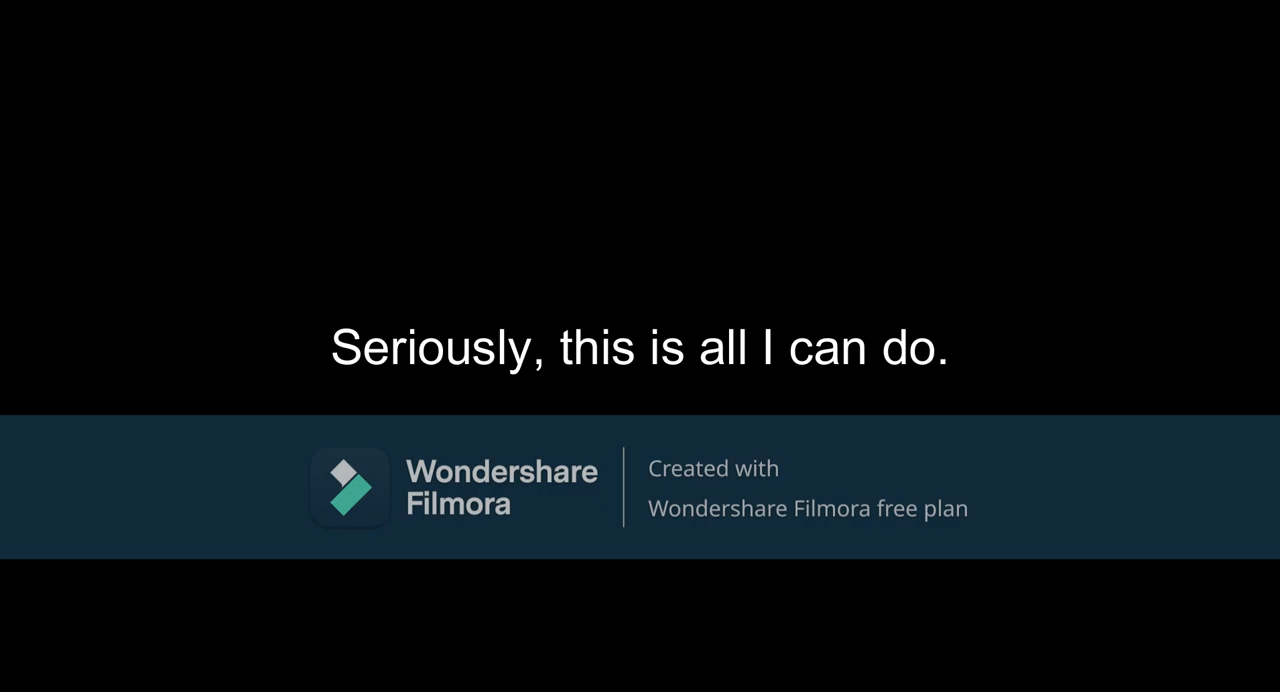 Seriously, this is all I can do.
Wondershare
Filmora
Created with
Wondershare Filmora free plan